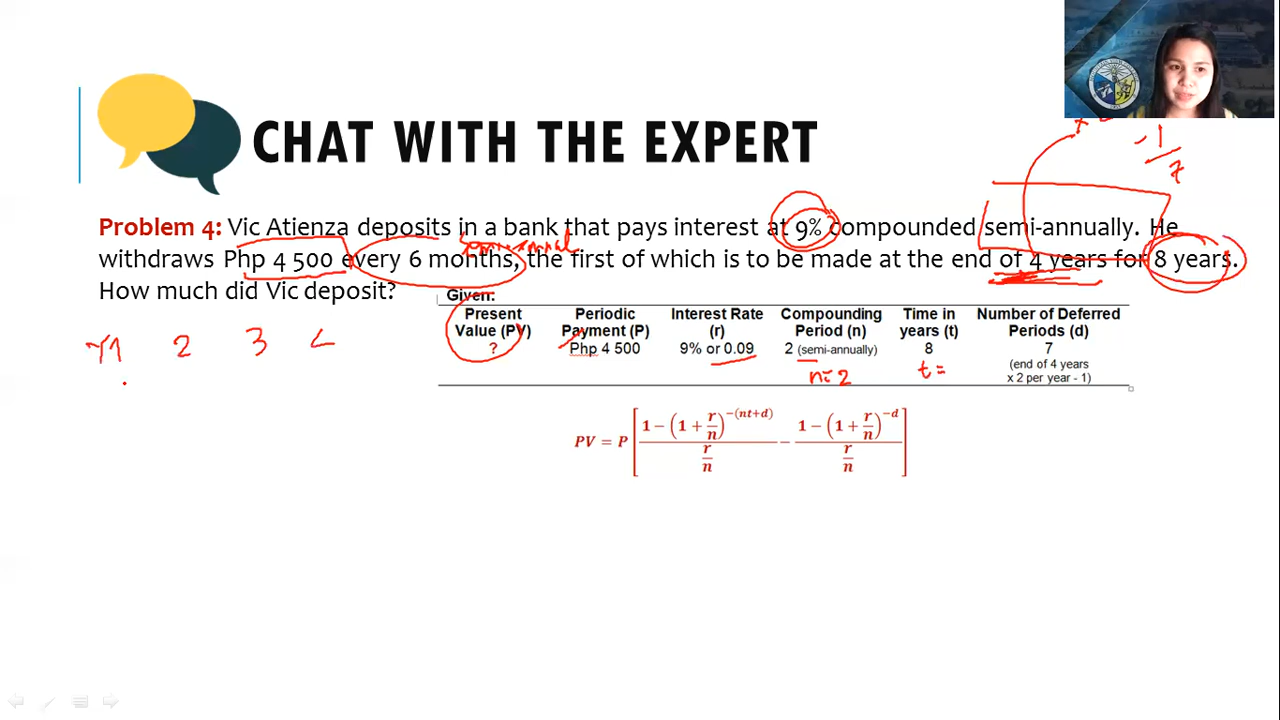 CHAT WITH THE EXPERT
- 1
7
Problem 4: Vic Atienza deposits in a bank that pays interest at 9% compounded semi-annually. He
semi-annual
withdraws Php 4 500 every 6 months, the first of which is to be made at the end of 4 years for 8 years.
How much did Vic deposit?
Given:
Present Value (PV) Periodic Payment (P) Interest Rate (r) Compounding Period (n) Time in years (t) Number of Deferred Periods (d)
? Php 4 500 9% or 0.09 2 (semi-annually) 8 7
(end of 4 years
x 2 per year - 1)
Y1 2 3
n=2 t=
PV = P [ 1−(1+r/n)^−(nt+d) / r/n − 1−(1+r/n)^−d / r/n ]